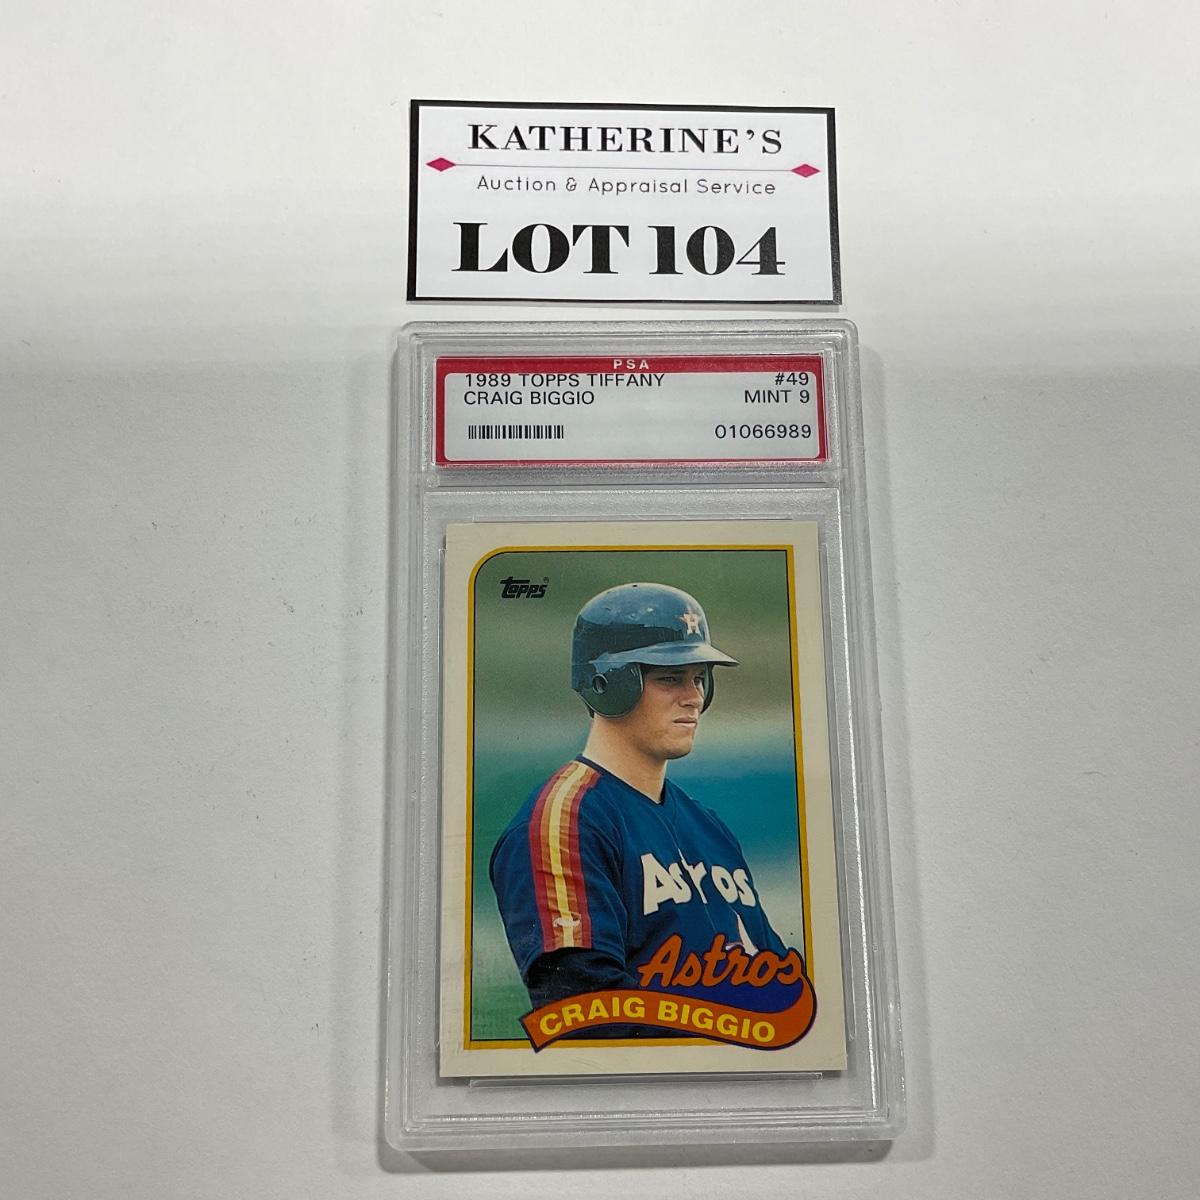 KATHERINE'S
Auction & Appraisal Service
LOT 104
PSA
1989 TOPPS TIFFANY #49
CRAIG BIGGIO MINT 9
01066989
topps®
Astros
Astros
CRAIG BIGGIO